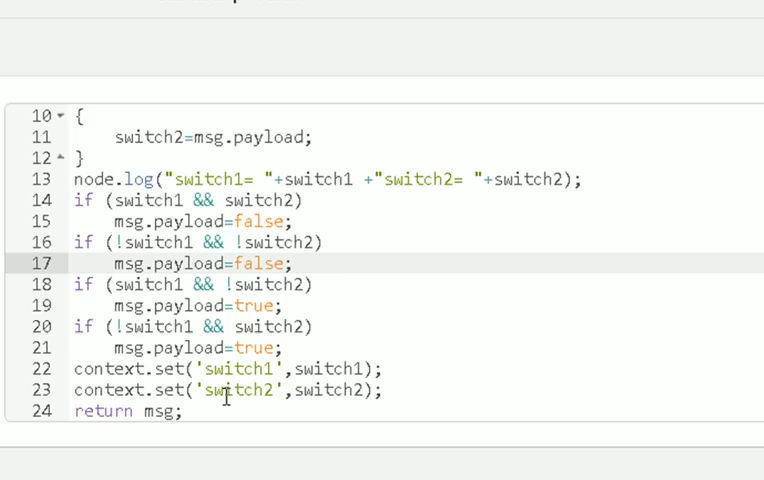 10 {
11 switch2=msg.payload;
12 }
13 node.log("switch1= "+switch1 +"switch2= "+switch2);
14 if (switch1 && switch2)
15 msg.payload=false;
16 if (!switch1 && !switch2)
17 msg.payload=false;
18 if (switch1 && !switch2)
19 msg.payload=true;
20 if (!switch1 && switch2)
21 msg.payload=true;
22 context.set('switch1',switch1);
23 context.set('switch2',switch2);
24 return msg;